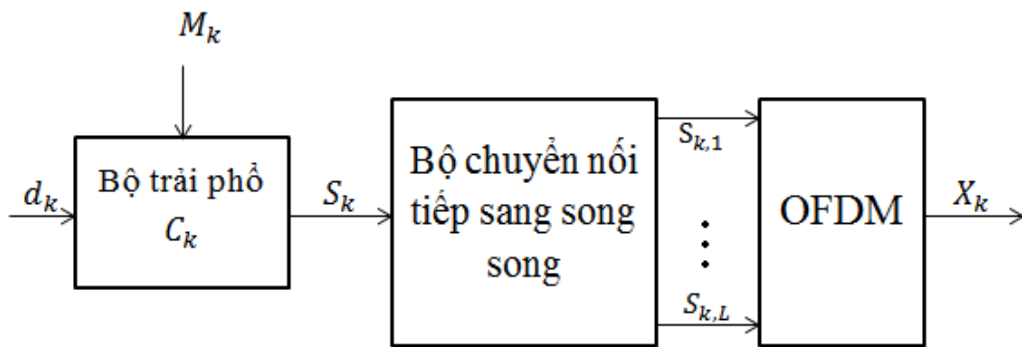 M_k
d_k
Bộ trải phổ
C_k
S_k
Bộ chuyển nối
tiếp sang song
song
S_{k,1}
S_{k,L}
OFDM
X_k